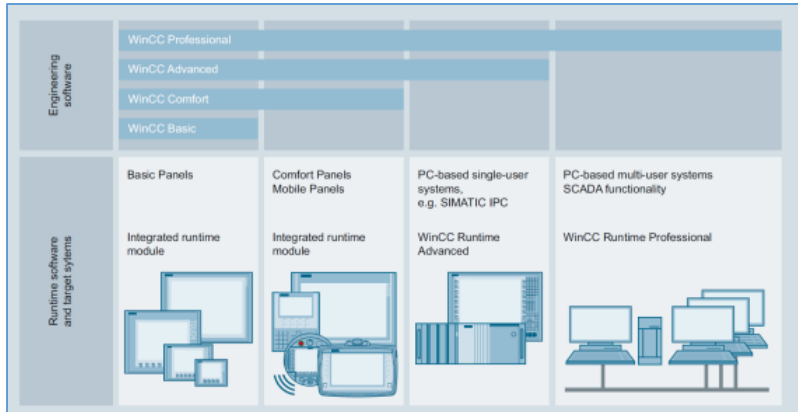 Engineering
software
WinCC Professional
WinCC Advanced
WinCC Comfort
WinCC Basic
Runtime software
and target sytems
Basic Panels
Integrated runtime
module
Comfort Panels
Mobile Panels
Integrated runtime
module
PC-based single-user
systems,
e.g. SIMATIC IPC
WinCC Runtime
Advanced
PC-based multi-user systems
SCADA functionality
WinCC Runtime Professional